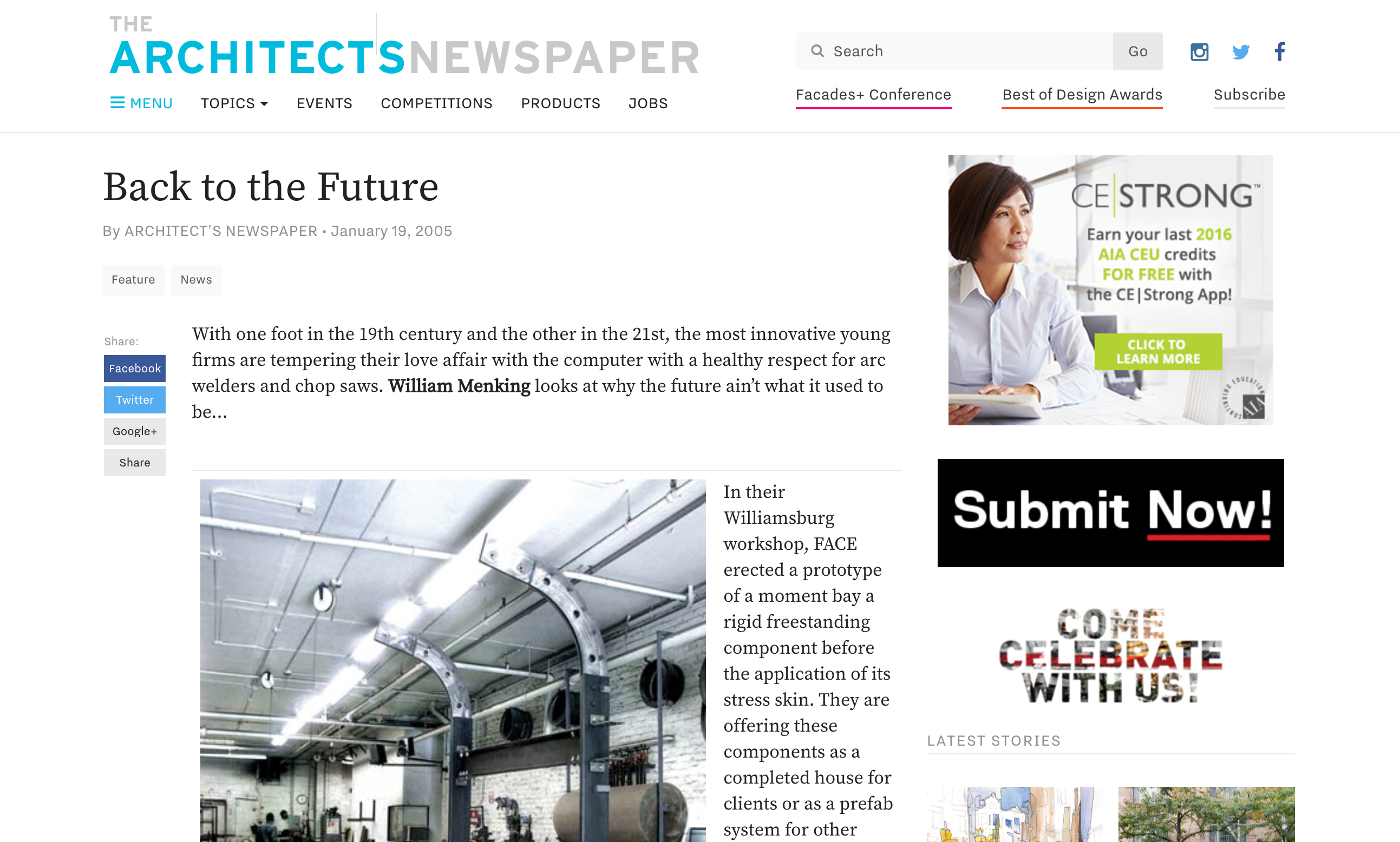 THE
ARCHITECTSNEWSPAPER
Search
Go
MENU
TOPICS
EVENTS
COMPETITIONS
PRODUCTS
JOBS
Facades+ Conference
Best of Design Awards
Subscribe
Back to the Future
By ARCHITECT'S NEWSPAPER • January 19, 2005
Feature
News
Share:
Facebook
Twitter
Google+
Share
With one foot in the 19th century and the other in the 21st, the most innovative young
firms are tempering their love affair with the computer with a healthy respect for arc
welders and chop saws. William Menking looks at why the future ain’t what it used to
be…
In their
Williamsburg
workshop, FACE
erected a prototype
of a moment bay a
rigid freestanding
component before
the application of its
stress skin. They are
offering these
components as a
completed house for
clients or as a prefab
system for other
CE|STRONG™
Earn your last 2016
AIA CEU credits
FOR FREE with
the CE|Strong App!
CLICK TO
LEARN MORE
CONTINUING EDUCATION
AIA
Submit Now!
COME
CELEBRATE
WITH US!
LATEST STORIES